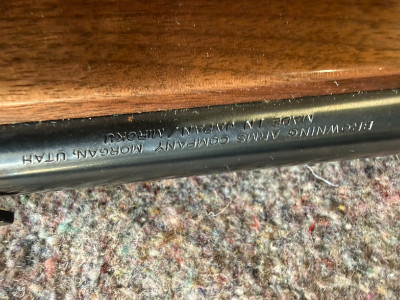 BROWNING ARMS COMPANY MORGAN, UTAH
MADE IN JAPAN / MIROKU